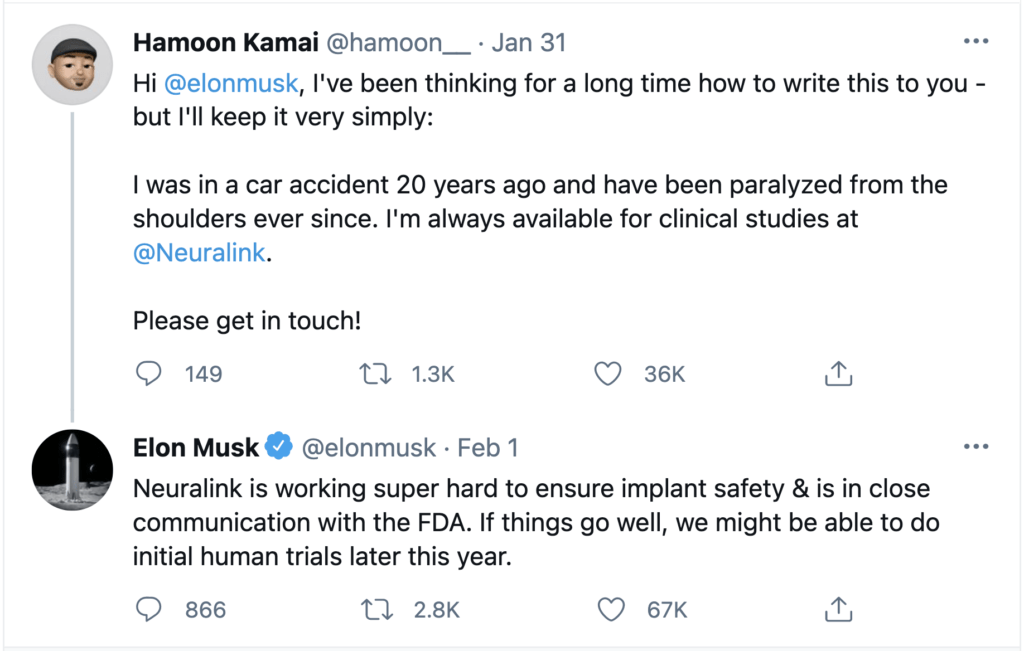 Hamoon Kamai @hamoon__ · Jan 31
Hi @elonmusk, I've been thinking for a long time how to write this to you -
but I'll keep it very simply:
I was in a car accident 20 years ago and have been paralyzed from the
shoulders ever since. I'm always available for clinical studies at
@Neuralink.
Please get in touch!
149 1.3K 36K
Elon Musk @elonmusk · Feb 1
Neuralink is working super hard to ensure implant safety & is in close
communication with the FDA. If things go well, we might be able to do
initial human trials later this year.
866 2.8K 67K